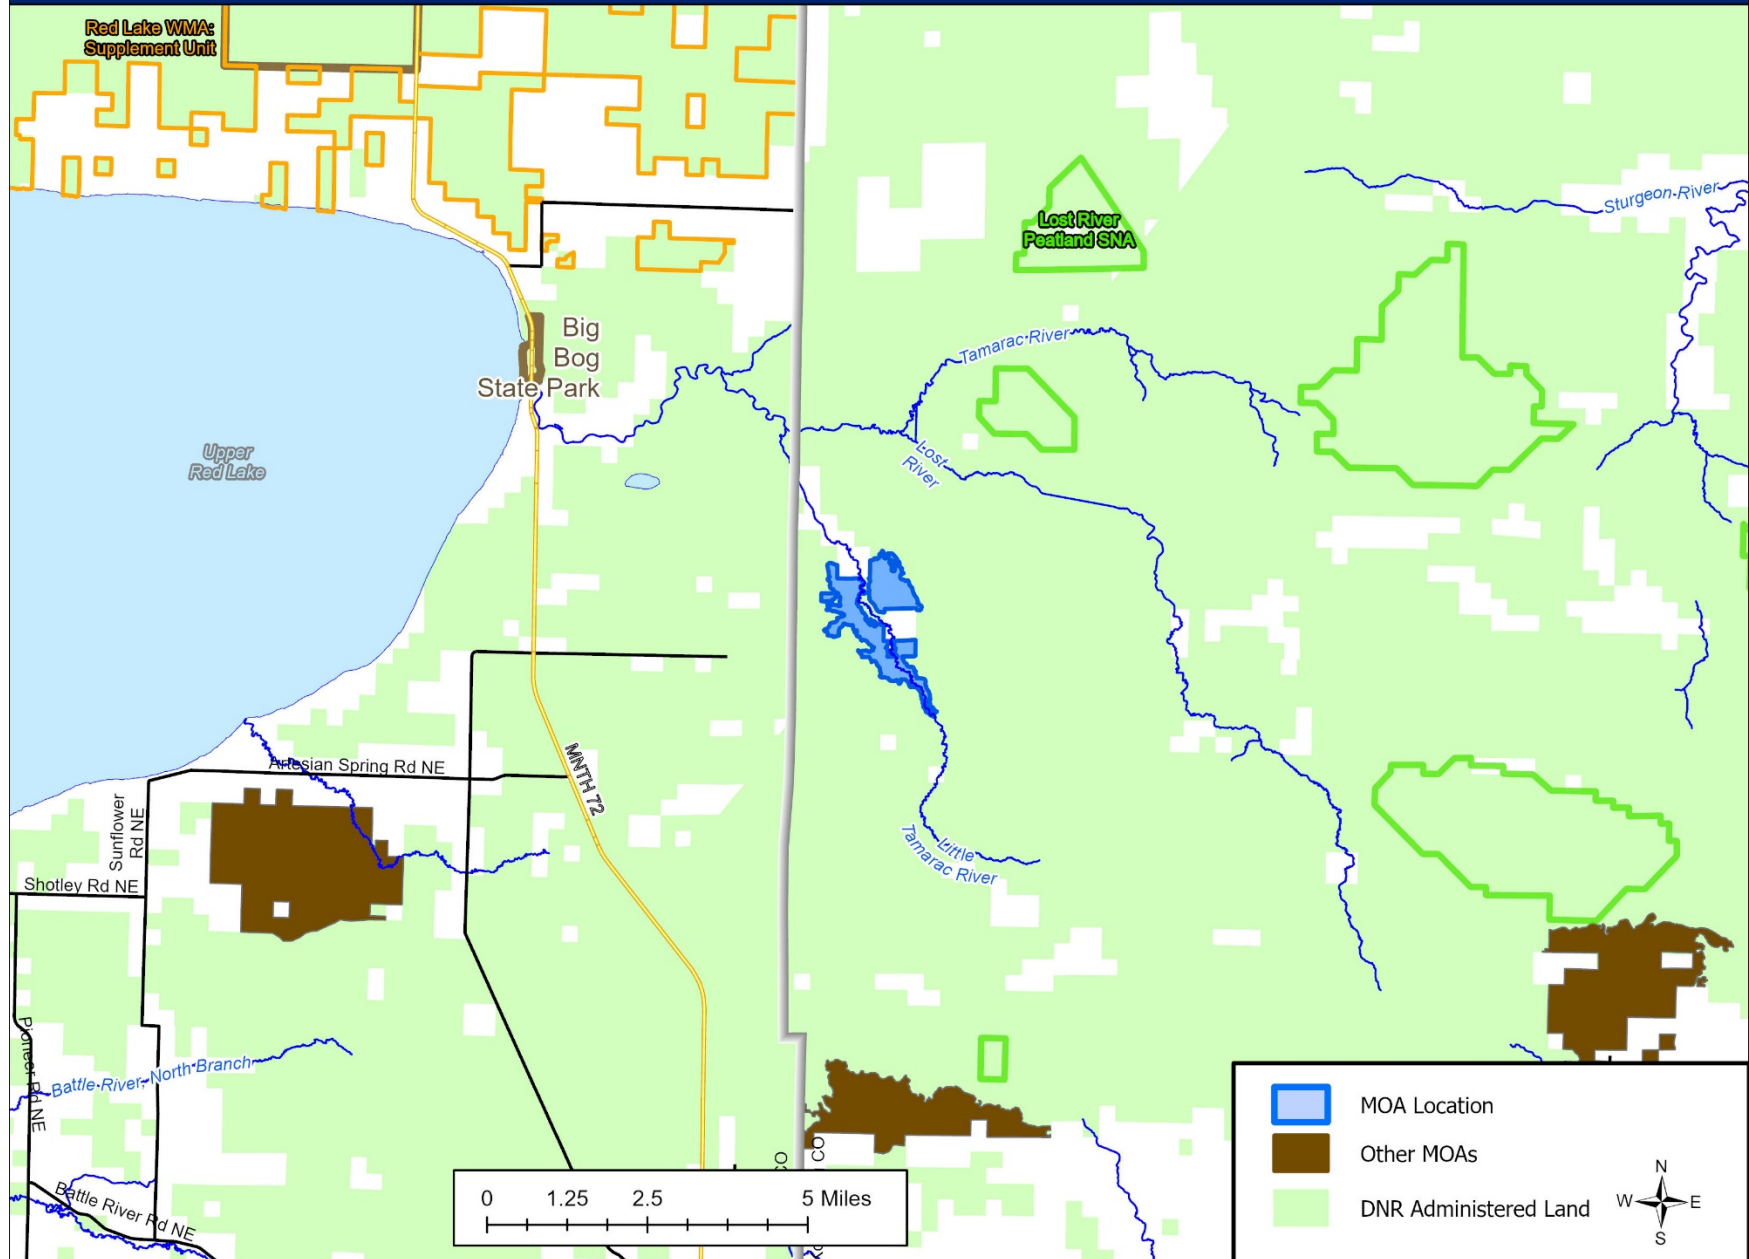 Red Lake WMA:
Supplement Unit
Sturgeon River
Lost River
Peatland SNA
Big
Bog
State Park
Tamarac River
Upper
Red Lake
Lost
River
MNTH 72
Artesian Spring Rd NE
Sunflower
Rd NE
Little
Tamarac River
Shotley Rd NE
Pioneer Rd NE
Battle River, North Branch
Battle River Rd NE
CO
CO
0 1.25 2.5 5 Miles
MOA Location
Other MOAs
DNR Administered Land
N
W E
S